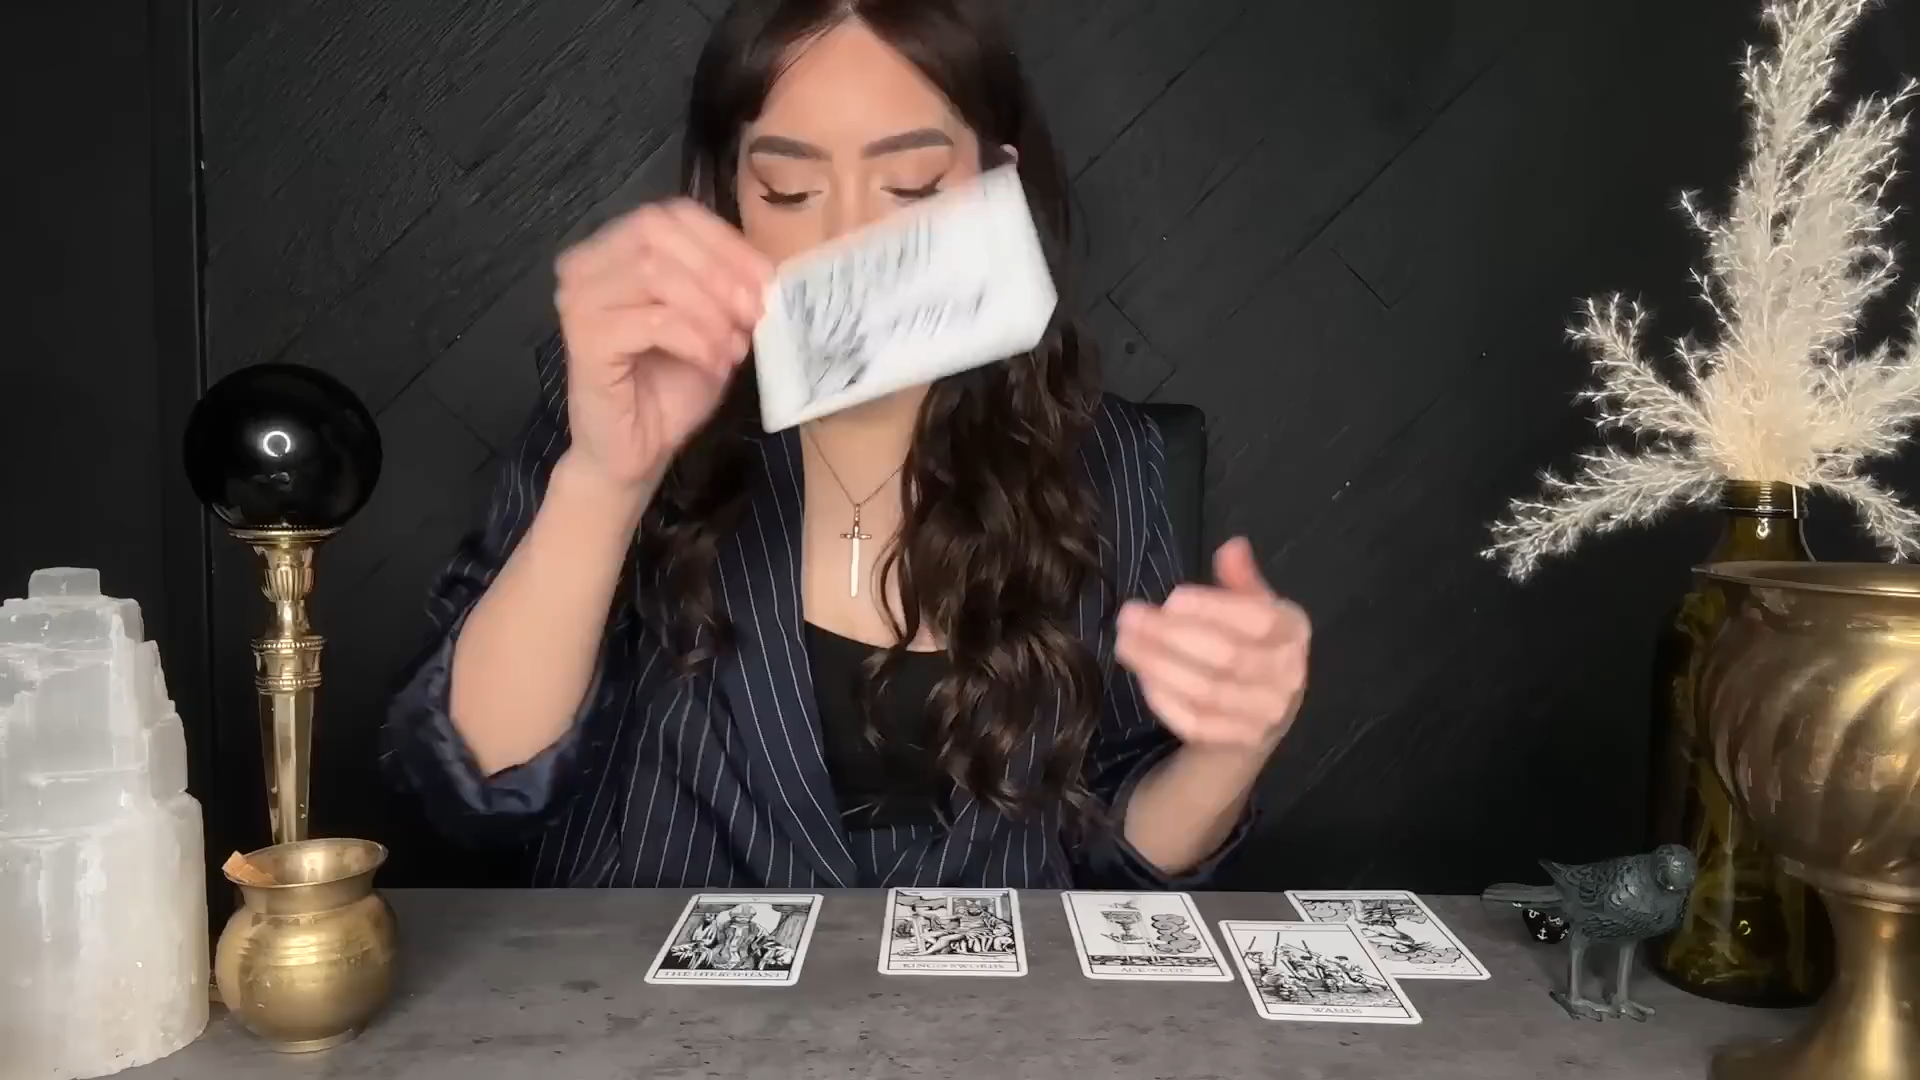 THE HIEROPHANT
KING OF SWORDS
ACE OF CUPS
WANDS